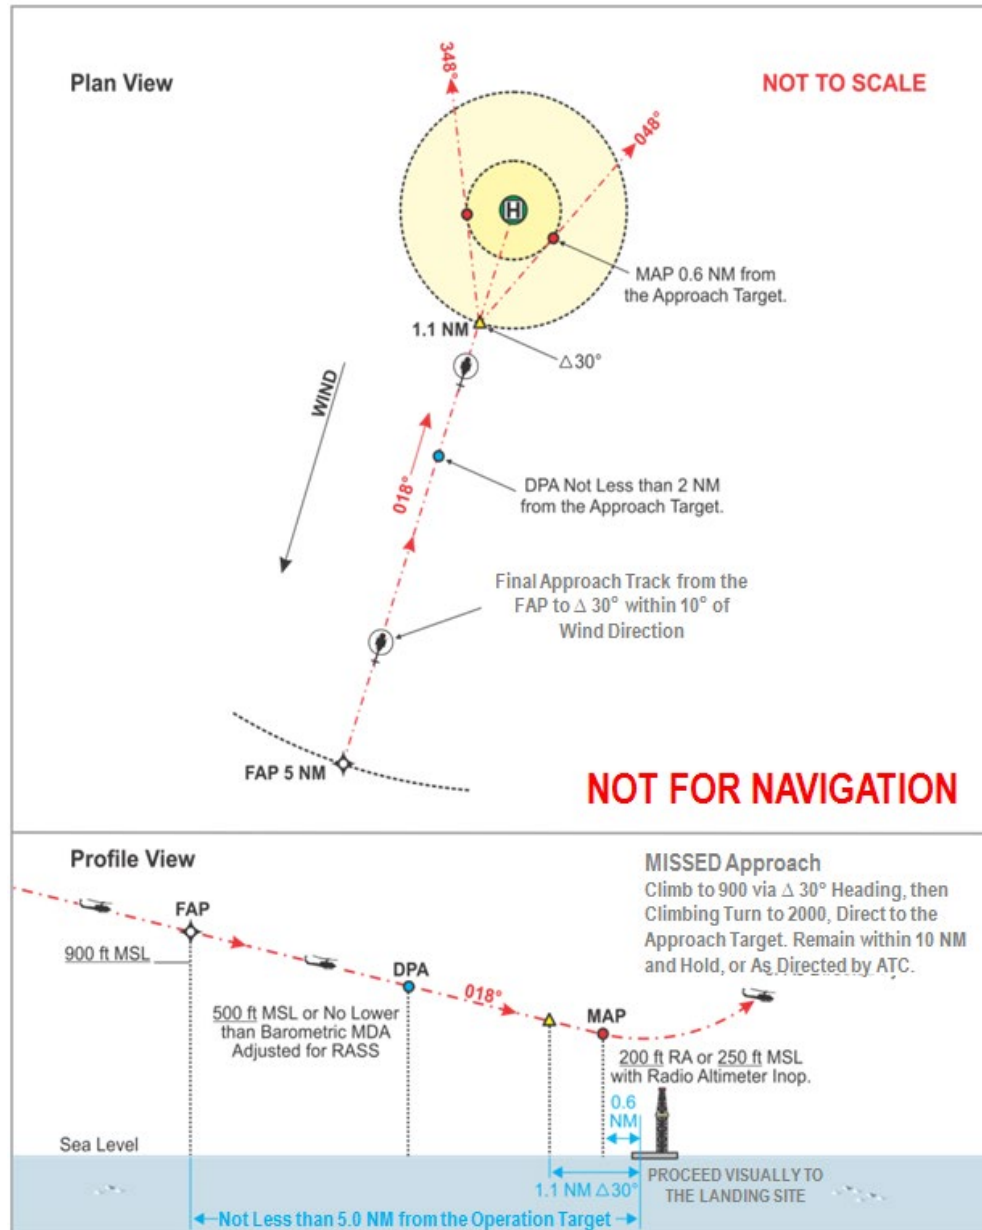 Plan View
NOT TO SCALE
348°
048°
H
MAP 0.6 NM from
the Approach Target.
1.1 NM
Δ30°
WIND
018°
DPA Not Less than 2 NM
from the Approach Target.
Final Approach Track from the
FAP to Δ 30° within 10° of
Wind Direction
FAP 5 NM
NOT FOR NAVIGATION
Profile View
MISSED Approach
Climb to 900 via Δ 30° Heading, then
Climbing Turn to 2000, Direct to the
Approach Target. Remain within 10 NM
and Hold, or As Directed by ATC.
FAP
900 ft MSL
DPA
018°
500 ft MSL or No Lower
than Barometric MDA
Adjusted for RASS
MAP
200 ft RA or 250 ft MSL
with Radio Altimeter Inop.
0.6
NM
Sea Level
1.1 NM Δ30°
PROCEED VISUALLY TO
THE LANDING SITE
Not Less than 5.0 NM from the Operation Target